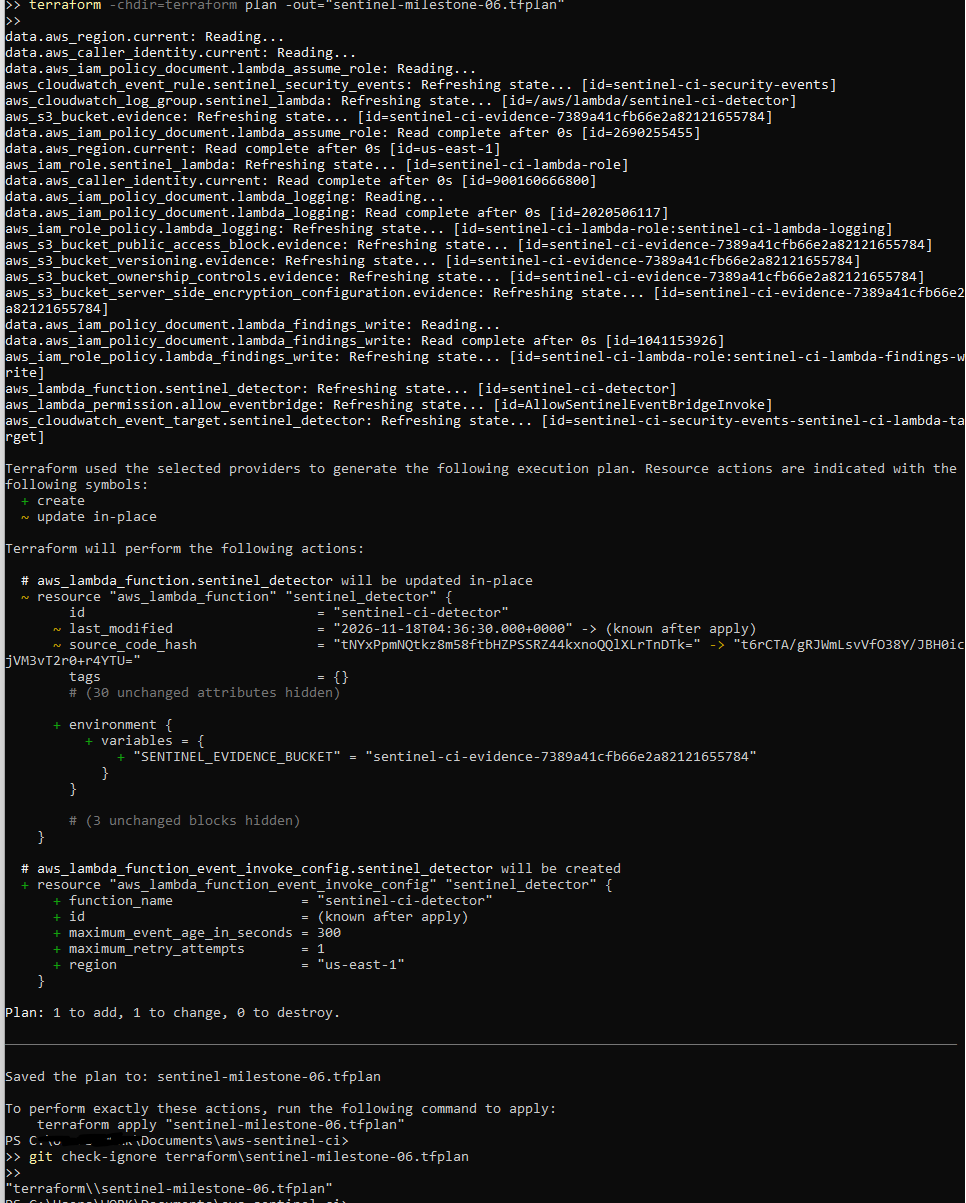 >> terraform -chdir=terraform plan -out="sentinel-milestone-06.tfplan"
>>
data.aws_region.current: Reading...
data.aws_caller_identity.current: Reading...
data.aws_iam_policy_document.lambda_assume_role: Reading...
aws_cloudwatch_event_rule.sentinel_security_events: Refreshing state... [id=sentinel-ci-security-events]
aws_cloudwatch_log_group.sentinel_lambda: Refreshing state... [id=/aws/lambda/sentinel-ci-detector]
aws_s3_bucket.evidence: Refreshing state... [id=sentinel-ci-evidence-7389a41cfb66e2a82121655784]
data.aws_iam_policy_document.lambda_assume_role: Read complete after 0s [id=2690255455]
data.aws_region.current: Read complete after 0s [id=us-east-1]
aws_iam_role.sentinel_lambda: Refreshing state... [id=sentinel-ci-lambda-role]
data.aws_caller_identity.current: Read complete after 0s [id=900160666800]
data.aws_iam_policy_document.lambda_logging: Reading...
data.aws_iam_policy_document.lambda_logging: Read complete after 0s [id=2020506117]
aws_iam_role_policy.lambda_logging: Refreshing state... [id=sentinel-ci-lambda-role:sentinel-ci-lambda-logging]
aws_s3_bucket_public_access_block.evidence: Refreshing state... [id=sentinel-ci-evidence-7389a41cfb66e2a82121655784]
aws_s3_bucket_versioning.evidence: Refreshing state... [id=sentinel-ci-evidence-7389a41cfb66e2a82121655784]
aws_s3_bucket_ownership_controls.evidence: Refreshing state... [id=sentinel-ci-evidence-7389a41cfb66e2a82121655784]
aws_s3_bucket_server_side_encryption_configuration.evidence: Refreshing state... [id=sentinel-ci-evidence-7389a41cfb66e2
a82121655784]
data.aws_iam_policy_document.lambda_findings_write: Reading...
data.aws_iam_policy_document.lambda_findings_write: Read complete after 0s [id=1041153926]
aws_iam_role_policy.lambda_findings_write: Refreshing state... [id=sentinel-ci-lambda-role:sentinel-ci-lambda-findings-w
rite]
aws_lambda_function.sentinel_detector: Refreshing state... [id=sentinel-ci-detector]
aws_lambda_permission.allow_eventbridge: Refreshing state... [id=AllowSentinelEventBridgeInvoke]
aws_cloudwatch_event_target.sentinel_detector: Refreshing state... [id=sentinel-ci-security-events-sentinel-ci-lambda-ta
rget]
Terraform used the selected providers to generate the following execution plan. Resource actions are indicated with the
following symbols:
+ create
~ update in-place
Terraform will perform the following actions:
# aws_lambda_function.sentinel_detector will be updated in-place
~ resource "aws_lambda_function" "sentinel_detector" {
id = "sentinel-ci-detector"
~ last_modified = "2026-11-18T04:36:30.000+0000" -> (known after apply)
~ source_code_hash = "tNYxPpmNQtkz8m58ftbHZPSSRZ44kxnoQQlXLrTnDTk=" -> "t6rCTA/gRJWmLsvVfO38Y/JBH0ic
jVM3vT2r0+r4YTU="
tags = {}
# (30 unchanged attributes hidden)
+ environment {
+ variables = {
+ "SENTINEL_EVIDENCE_BUCKET" = "sentinel-ci-evidence-7389a41cfb66e2a82121655784"
}
}
# (3 unchanged blocks hidden)
}
# aws_lambda_function_event_invoke_config.sentinel_detector will be created
+ resource "aws_lambda_function_event_invoke_config" "sentinel_detector" {
+ function_name = "sentinel-ci-detector"
+ id = (known after apply)
+ maximum_event_age_in_seconds = 300
+ maximum_retry_attempts = 1
+ region = "us-east-1"
}
Plan: 1 to add, 1 to change, 0 to destroy.
Saved the plan to: sentinel-milestone-06.tfplan
To perform exactly these actions, run the following command to apply:
terraform apply "sentinel-milestone-06.tfplan"
PS C:\ \Documents\aws-sentinel-ci>
>> git check-ignore terraform\sentinel-milestone-06.tfplan
>>
"terraform\\sentinel-milestone-06.tfplan"